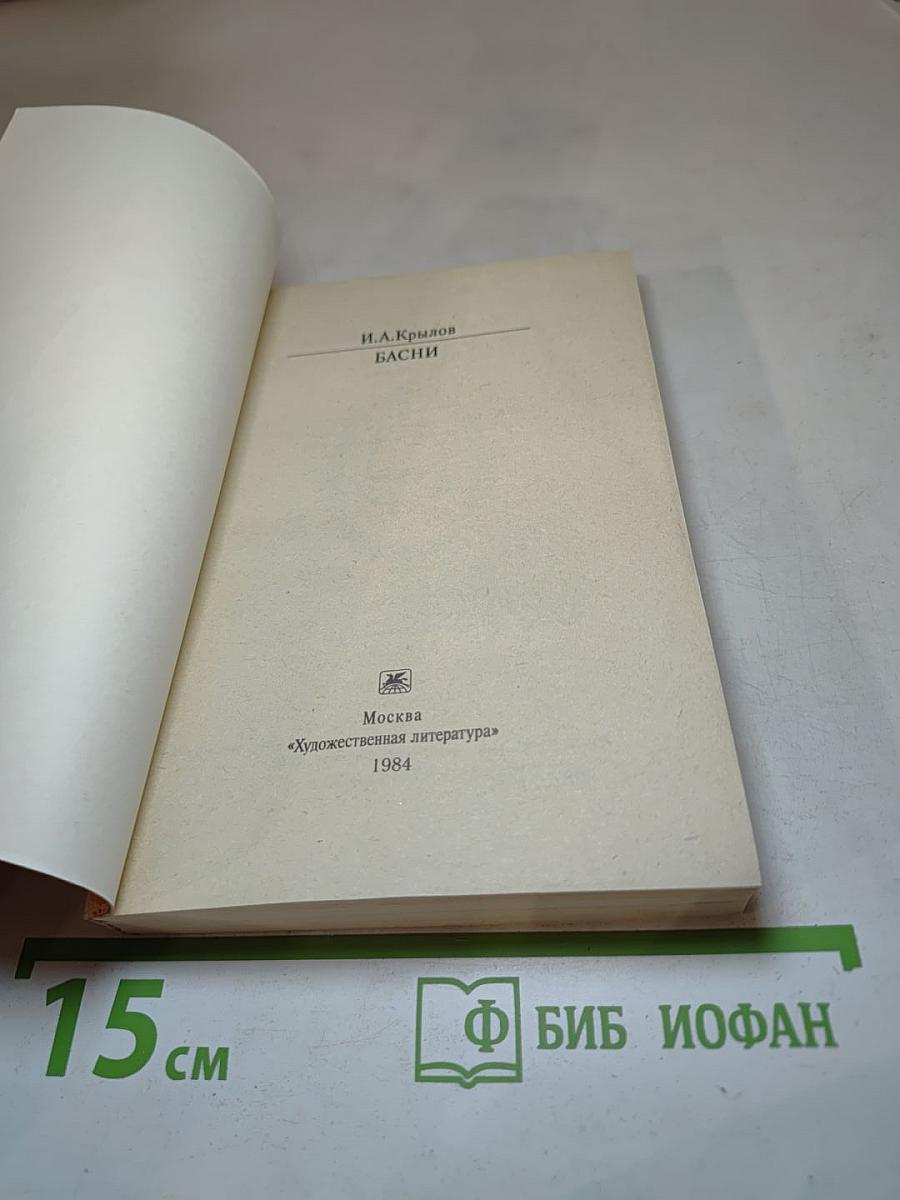 И.А.Крылов
БАСНИ
Москва
«Художественная литература»
1984
15 см
Ф БИБ ИОФАН